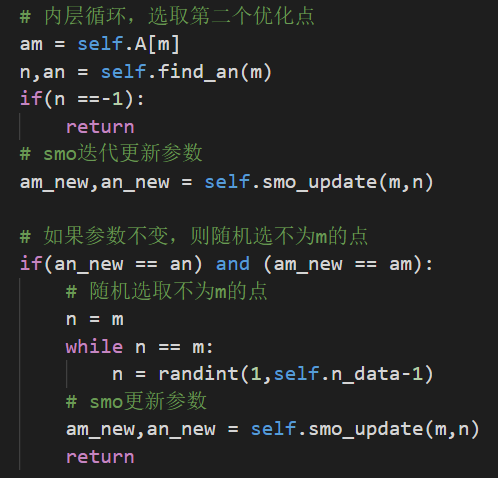 # 内层循环，选取第二个优化点
am = self.A[m]
n,an = self.find_an(m)
if(n ==-1):
    return
# smo迭代更新参数
am_new,an_new = self.smo_update(m,n)

# 如果参数不变，则随机选不为m的点
if(an_new == an) and (am_new == am):
    # 随机选取不为m的点
    n = m
    while n == m:
        n = randint(1,self.n_data-1)
    # smo更新参数
    am_new,an_new = self.smo_update(m,n)
    return